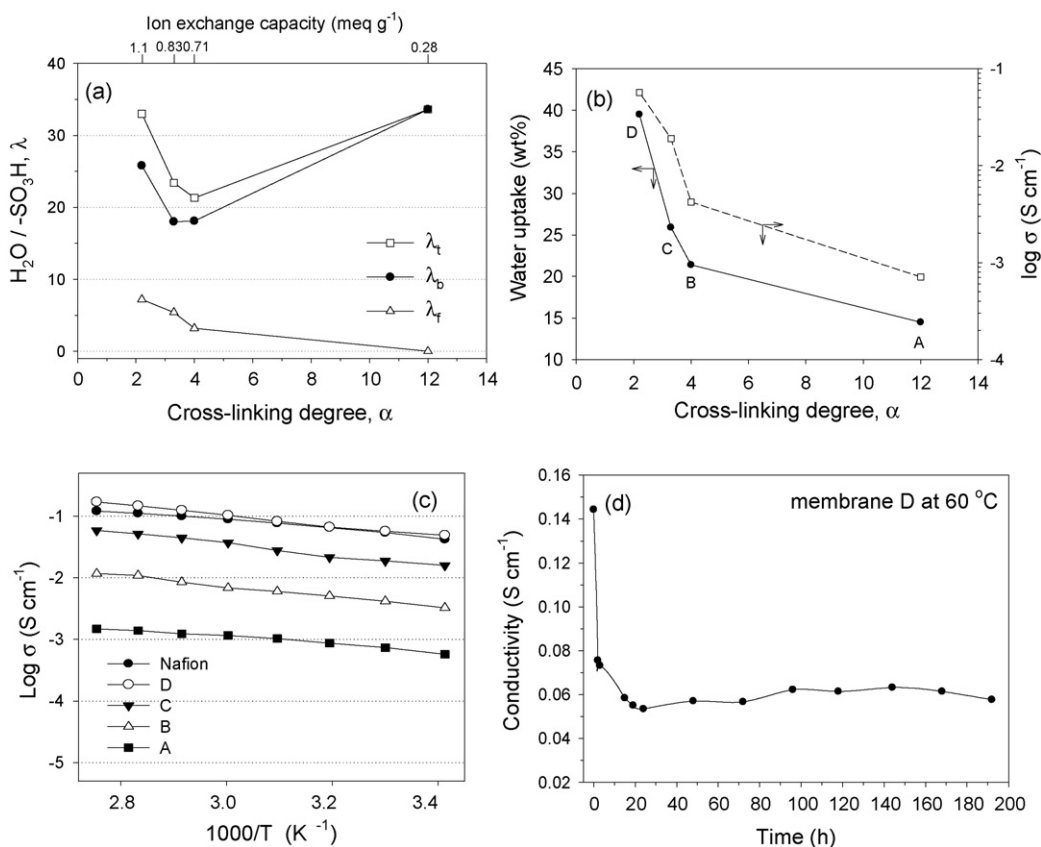 Ion exchange capacity (meq g⁻¹)
1.1 0.83 0.71 0.28
40
30
20
10
0
(a)
H₂O / -SO₃H, λ
λₜ
λ_b
λ_f
0 2 4 6 8 10 12 14
Cross-linking degree, α
45
40
35
30
25
20
15
10
(b)
Water uptake (wt%)
D
C
B
A
-1
-2
-3
-4
log σ (S cm⁻¹)
0 2 4 6 8 10 12 14
Cross-linking degree, α
(c)
-1
-2
-3
-4
-5
Log σ (S cm⁻¹)
Nafion
D
C
B
A
2.8 3.0 3.2 3.4
1000/T (K⁻¹)
0.16
0.14
0.12
0.10
0.08
0.06
0.04
0.02
(d)
membrane D at 60 °C
Conductivity (S cm⁻¹)
0 20 40 60 80 100 120 140 160 180 200
Time (h)